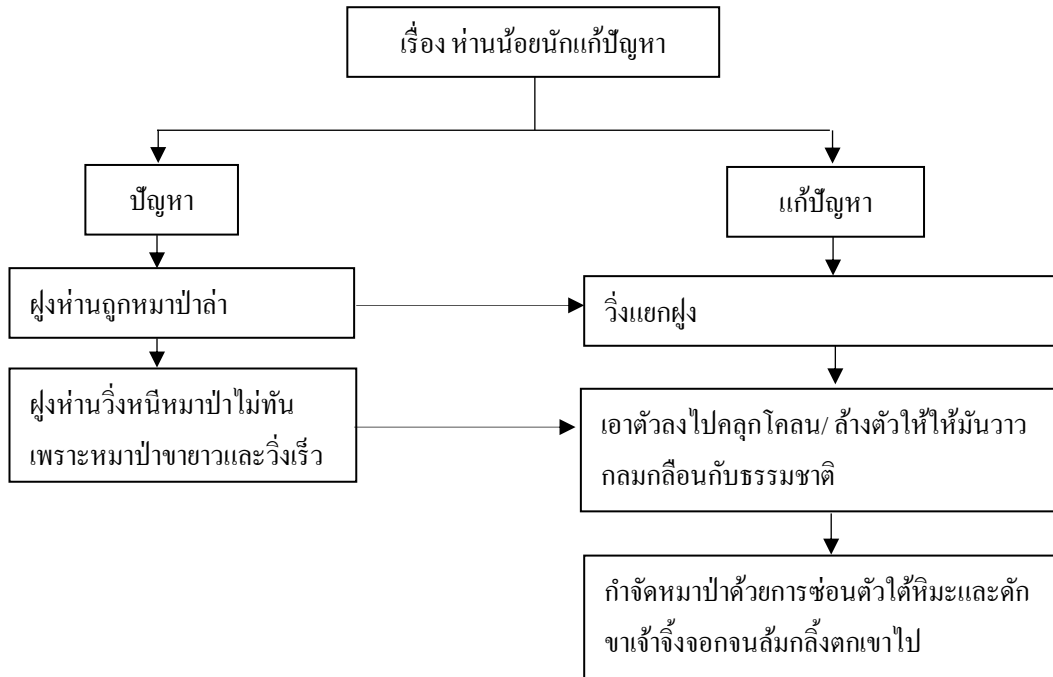 เรื่อง ห่านน้อยนักแก้ปัญหา
ปัญหา
แก้ปัญหา
ฝูงห่านถูกหมาป่าล่า
วิ่งแยกฝูง
ฝูงห่านวิ่งหนีหมาป่าไม่ทัน
เพราะหมาป่าขายาวและวิ่งเร็ว
เอาตัวลงไปคลุกโคลน/ ล้างตัวให้ให้มันวาว
กลมกลือนกับธรรมชาติ
กำจัดหมาป่าด้วยการซ่อนตัวใต้หิมะและดัก
ขาเจ้าจิ้งจอกจนล้มกลิ้งตกเขาไป